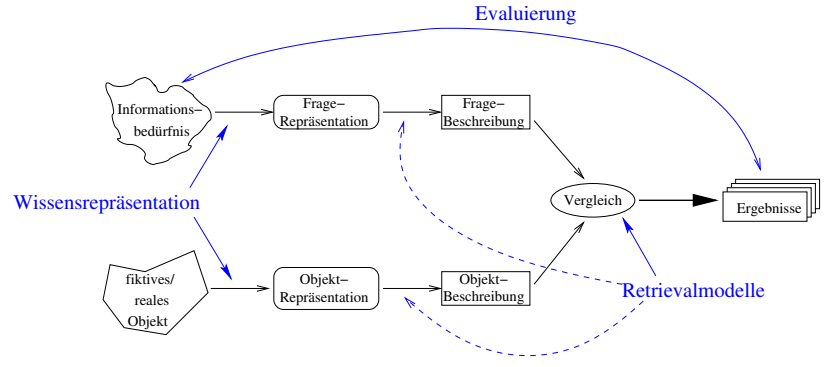 Evaluierung
Informations−
bedürfnis
Frage−
Repräsentation
Frage−
Beschreibung
Wissensrepräsentation
Vergleich
Ergebnisse
fiktives/
reales
Objekt
Objekt−
Repräsentation
Objekt−
Beschreibung
Retrievalmodelle